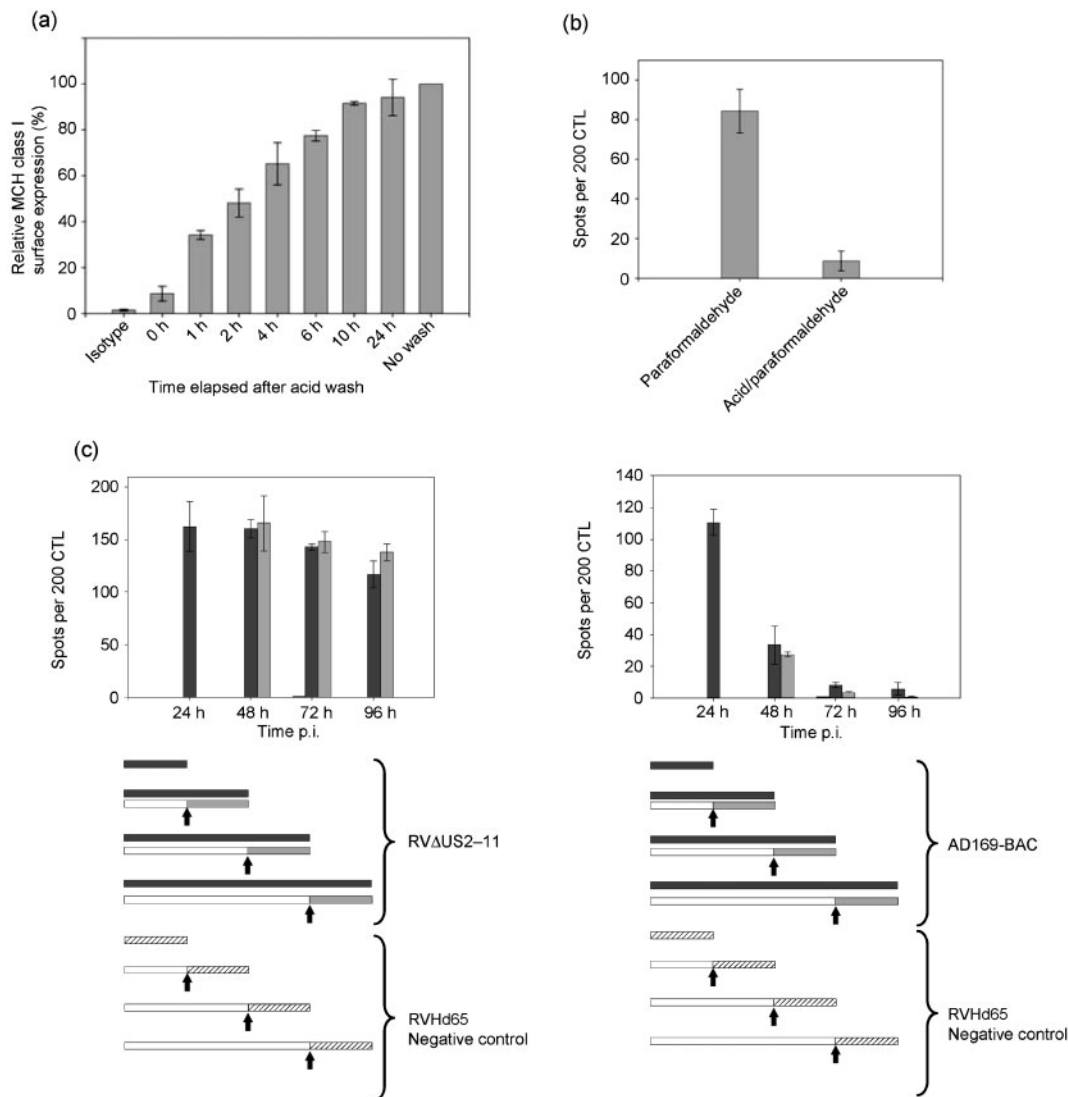 (a)
Relative MCH class I
surface expression (%)
100
80
60
40
20
0
Isotype
0 h
1 h
2 h
4 h
6 h
10 h
24 h
No wash
Time elapsed after acid wash
(b)
Spots per 200 CTL
100
80
60
40
20
0
Paraformaldehyde
Acid/paraformaldehyde
(c)
Spots per 200 CTL
200
150
100
50
0
24 h
48 h
72 h
96 h
Time p.i.
RVΔUS2–11
RVHd65
Negative control
Spots per 200 CTL
140
120
100
80
60
40
20
0
24 h
48 h
72 h
96 h
Time p.i.
AD169-BAC
RVHd65
Negative control